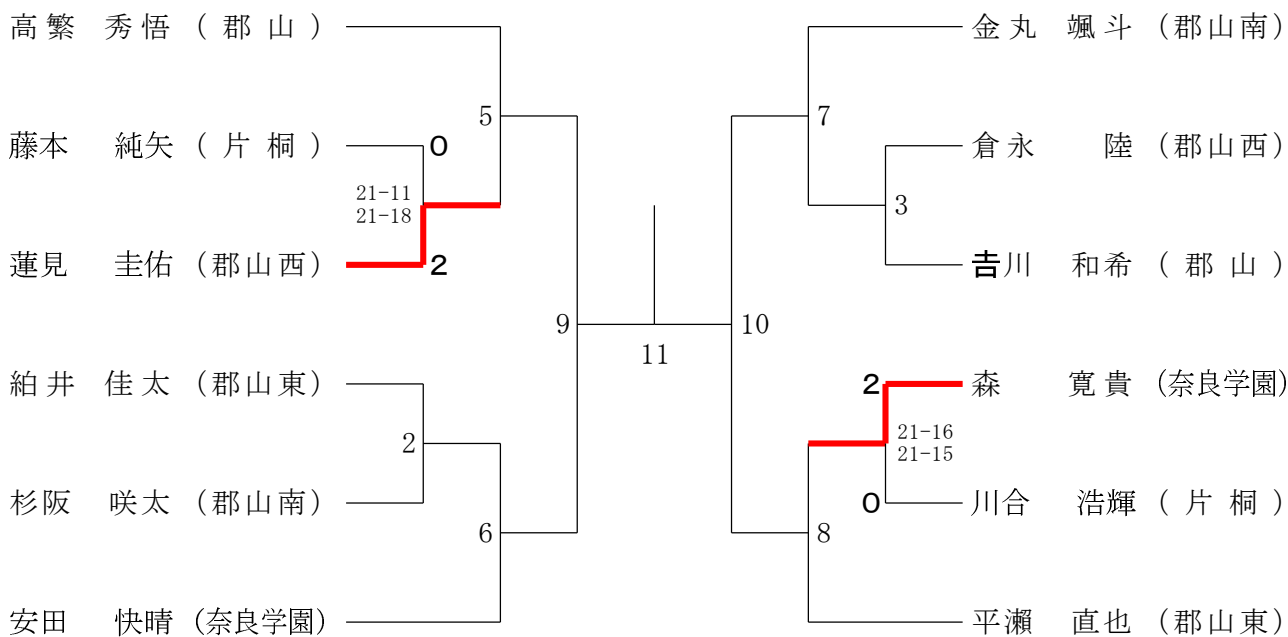 高繁 秀悟 (郡山)
5
藤本 純矢 (片桐)
0
21-11
21-18
蓮見 圭佑 (郡山西)
2
9
絈井 佳太 (郡山東)
2
杉阪 咲太 (郡山南)
6
安田 快晴 (奈良学園)
11
金丸 颯斗 (郡山南)
7
倉永 陸 (郡山西)
3
𠮷川 和希 (郡山)
10
2
森 寛貴 (奈良学園)
21-16
21-15
0
川合 浩輝 (片桐)
8
平瀬 直也 (郡山東)